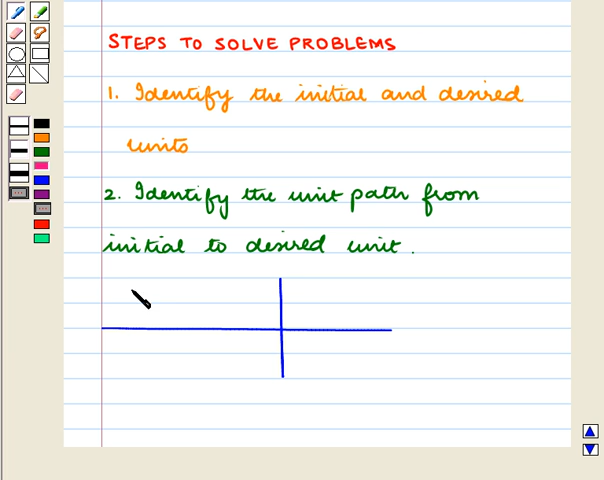 STEPS TO SOLVE PROBLEMS
1. Identify the initial and desired
units
2. Identify the unit path from
initial to desired unit.